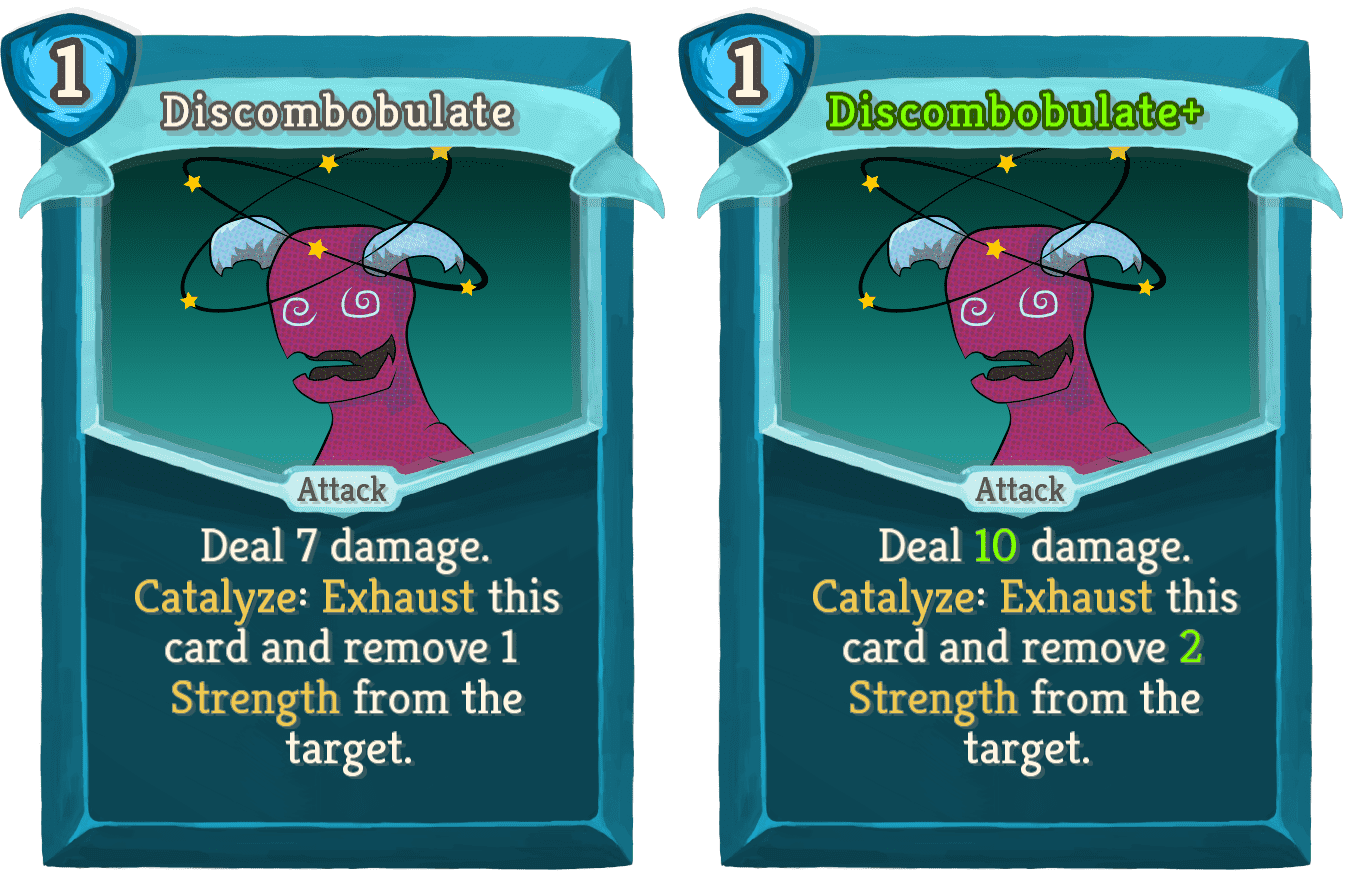 1
Discombobulate
Attack
Deal 7 damage.
Catalyze: Exhaust this
card and remove 1
Strength from the
target.
1
Discombobulate+
Attack
Deal 10 damage.
Catalyze: Exhaust this
card and remove 2
Strength from the
target.